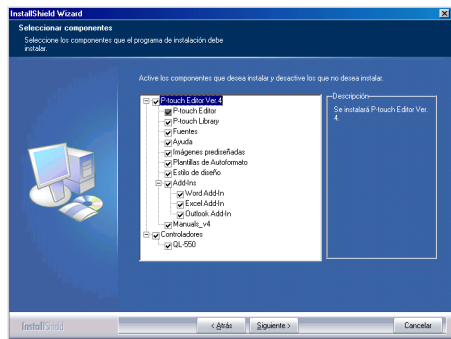 InstallShield Wizard
Seleccionar componentes
Seleccione los componentes que el programa de instalación debe
instalar.
Active los componentes que desea instalar y desactive los que no desea instalar.
P-touch Editor Ver.4
P-touch Editor
P-touch Library
Fuentes
Ayuda
Imágenes prediseñadas
Plantillas de Autoformato
Estilo de diseño
Add-Ins
Word Add-In
Excel Add-In
Outlook Add-In
Manuals_v4
Controladores
QL-550
Descripción
Se instalará P-touch Editor Ver.
4.
InstallShield
< Atrás
Siguiente >
Cancelar